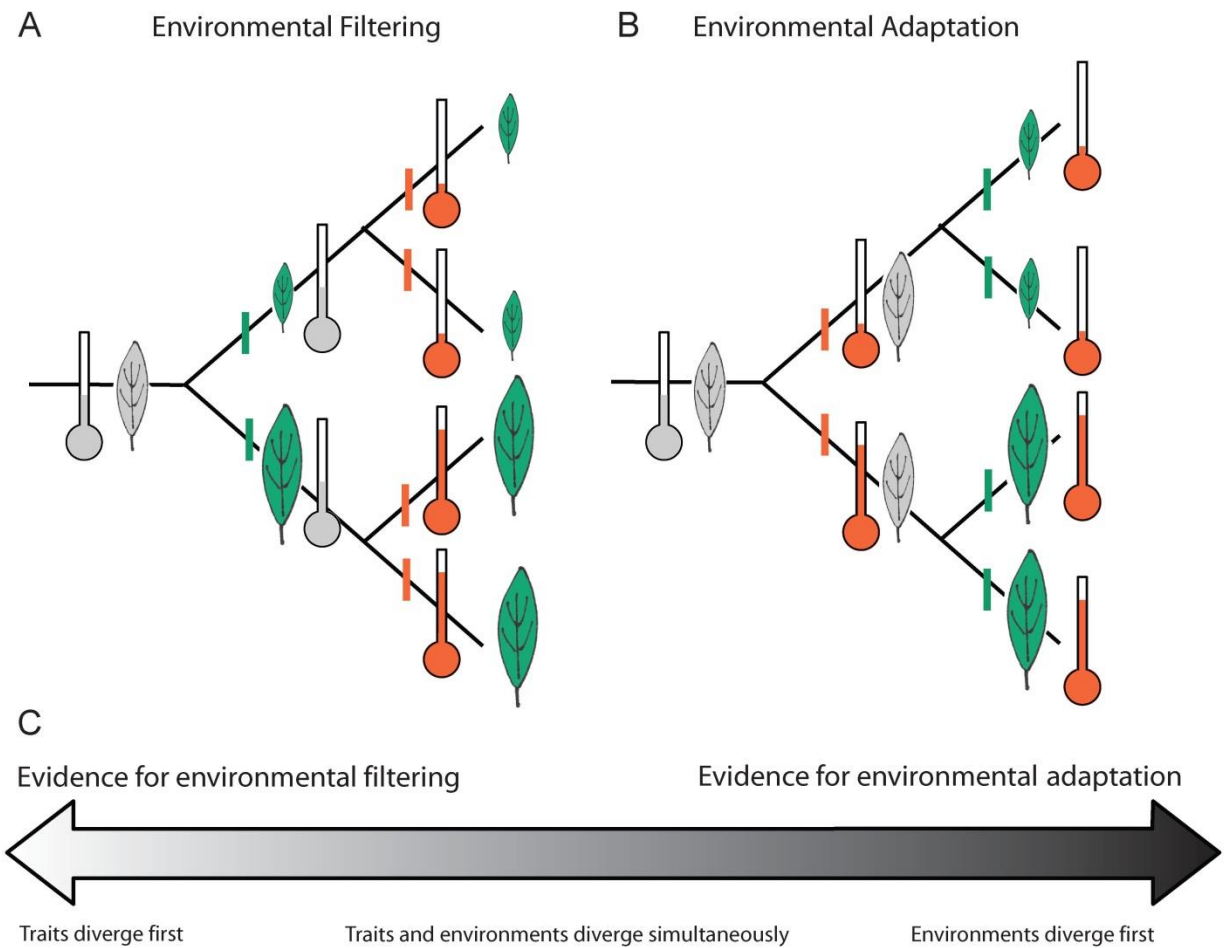 A
Environmental Filtering
B
Environmental Adaptation
C
Evidence for environmental filtering
Evidence for environmental adaptation
Traits diverge first
Traits and environments diverge simultaneously
Environments diverge first